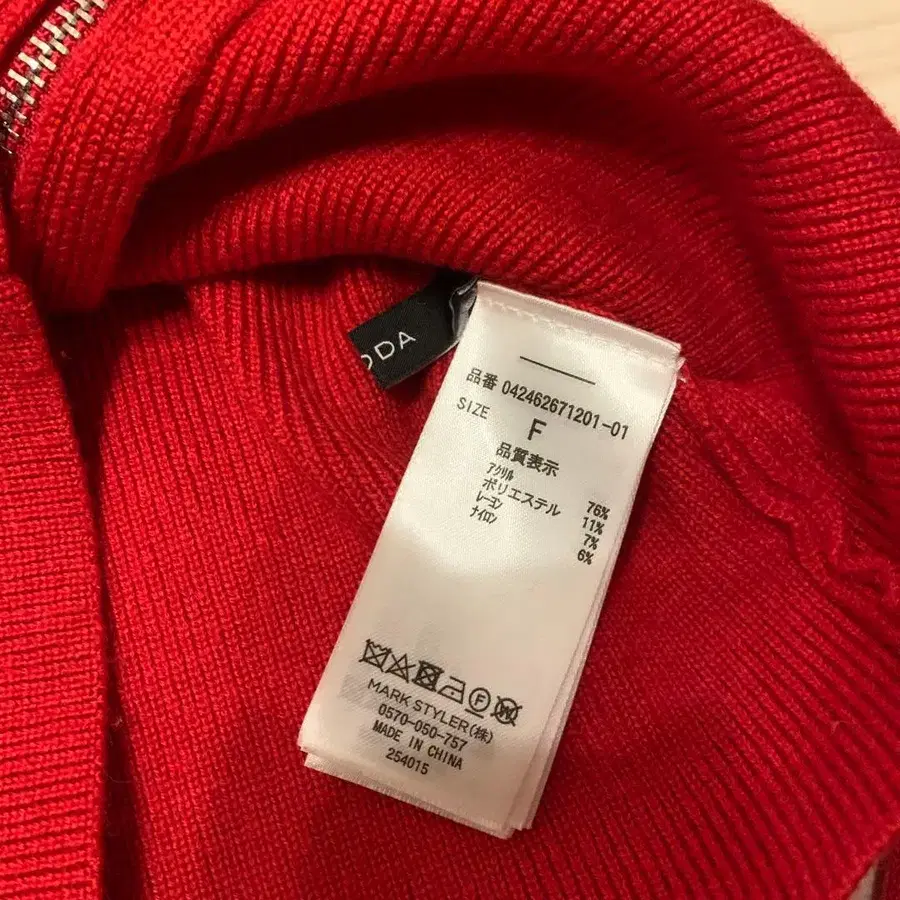 ODA
品番 042462671201-01
SIZE
F
品質表示
アクリル 76%
ポリエステル 11%
レーヨン 7%
ナイロン 6%
F
W
MARK STYLER(株)
0570-050-757
MADE IN CHINA
254015